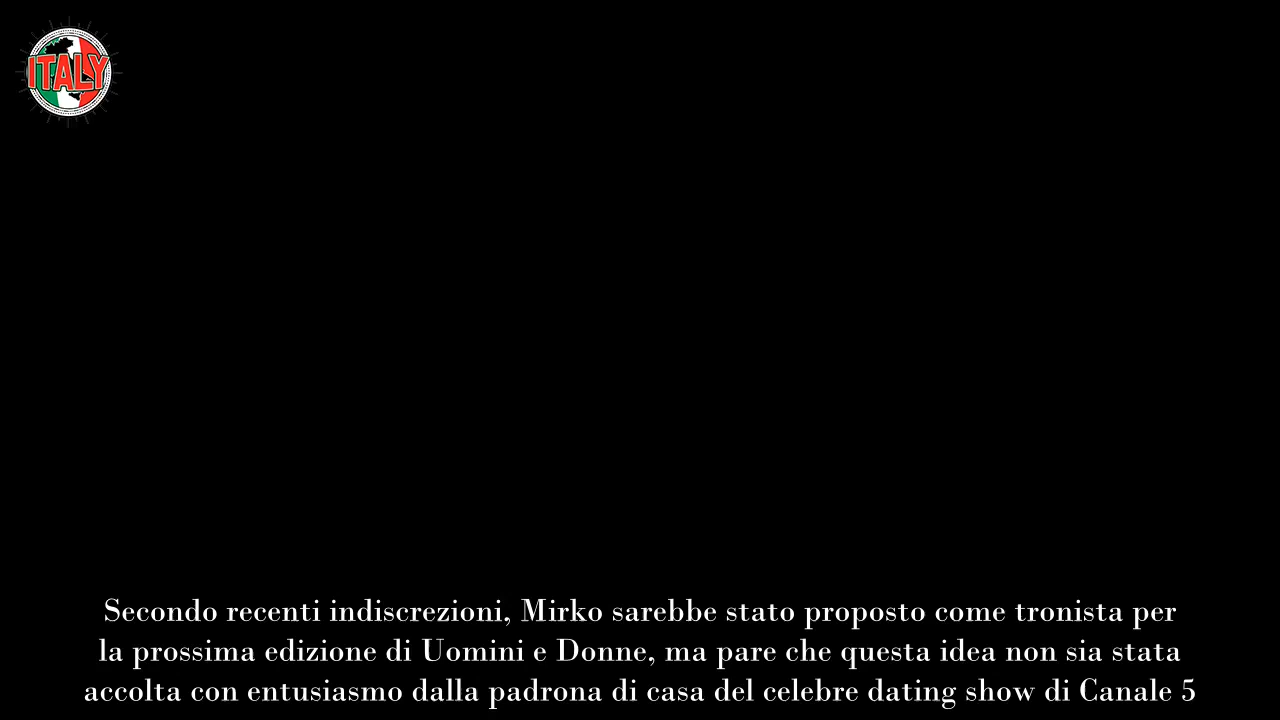 ITALY
Secondo recenti indiscrezioni, Mirko sarebbe stato proposto come tronista per
la prossima edizione di Uomini e Donne, ma pare che questa idea non sia stata
accolta con entusiasmo dalla padrona di casa del celebre dating show di Canale 5